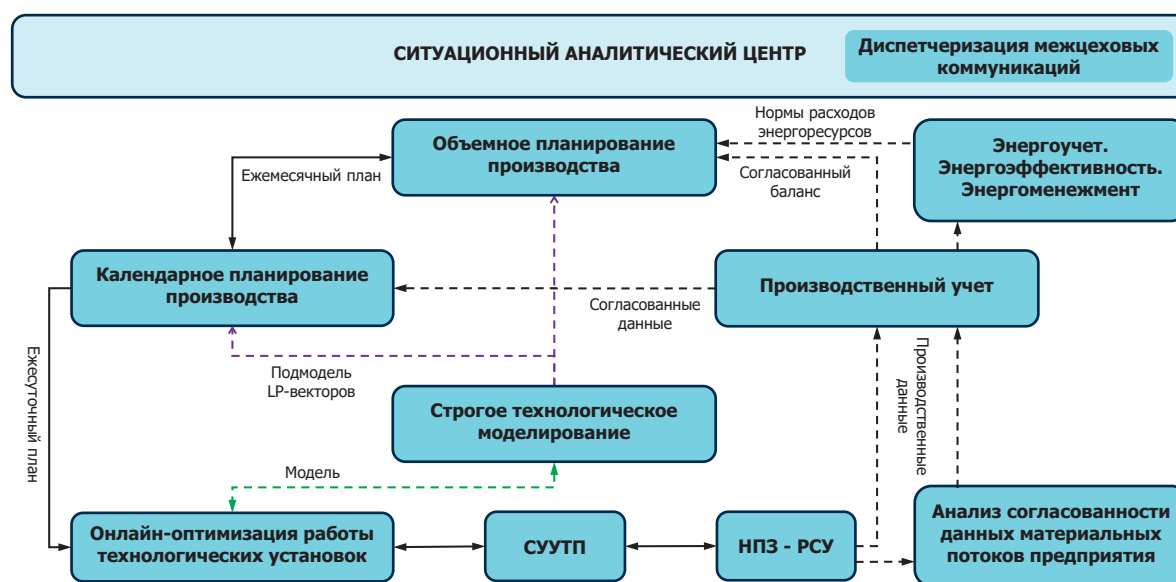 СИТУАЦИОННЫЙ АНАЛИТИЧЕСКИЙ ЦЕНТР
Диспетчеризация межцеховых
коммуникаций
Объемное планирование
производства
Нормы расходов
энергоресурсов
Согласованный
баланс
Энергоучет.
Энергоэффективность.
Энергоменежмент
Ежемесячный план
Календарное планирование
производства
Согласованные
данные
Производственный учет
Ежесуточный план
Подмодель
LP-векторов
Производственные
данные
Строгое технологическое
моделирование
Модель
Онлайн-оптимизация работы
технологических установок
СУУТП
НПЗ - РСУ
Анализ согласованности
данных материальных
потоков предприятия